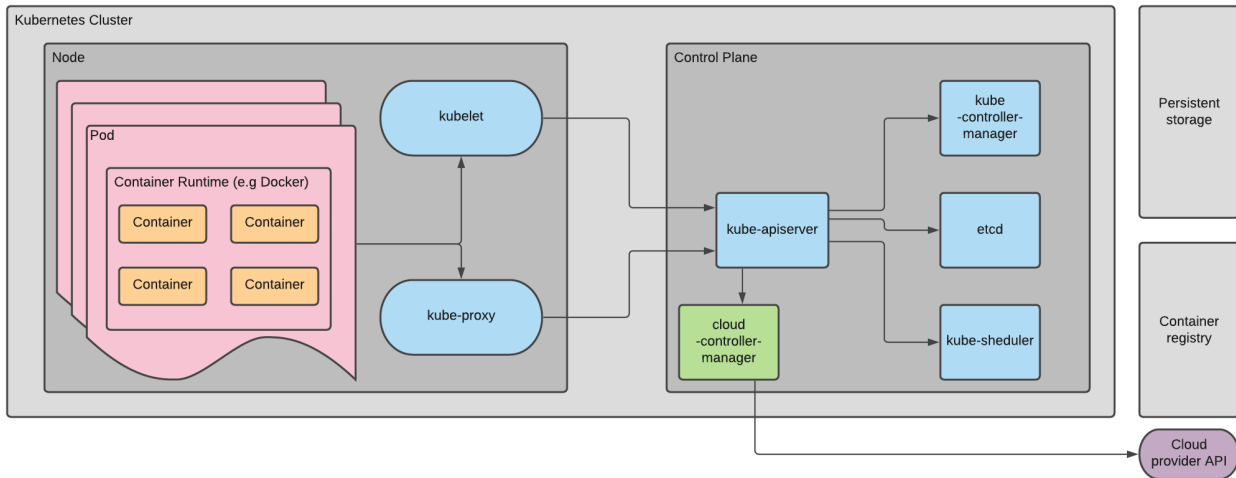 Kubernetes Cluster
Node
Pod
Container Runtime (e.g Docker)
Container
Container
Container
Container
kubelet
kube-proxy
Control Plane
kube-apiserver
cloud
-controller-
manager
kube
-controller-
manager
etcd
kube-sheduler
Persistent
storage
Container
registry
Cloud
provider API